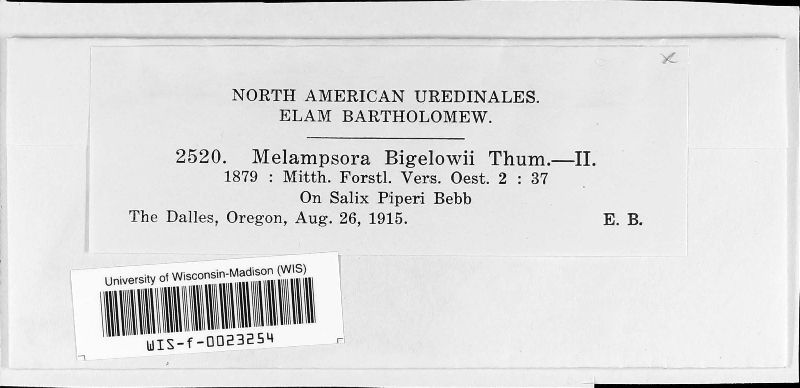 x
NORTH AMERICAN UREDINALES.
ELAM BARTHOLOMEW.
2520. Melampsora Bigelowii Thum.—II.
1879 : Mitth. Forstl. Vers. Oest. 2 : 37
On Salix Piperi Bebb
The Dalles, Oregon, Aug. 26, 1915. E. B.
University of Wisconsin-Madison (WIS)
WIS-f-0023254